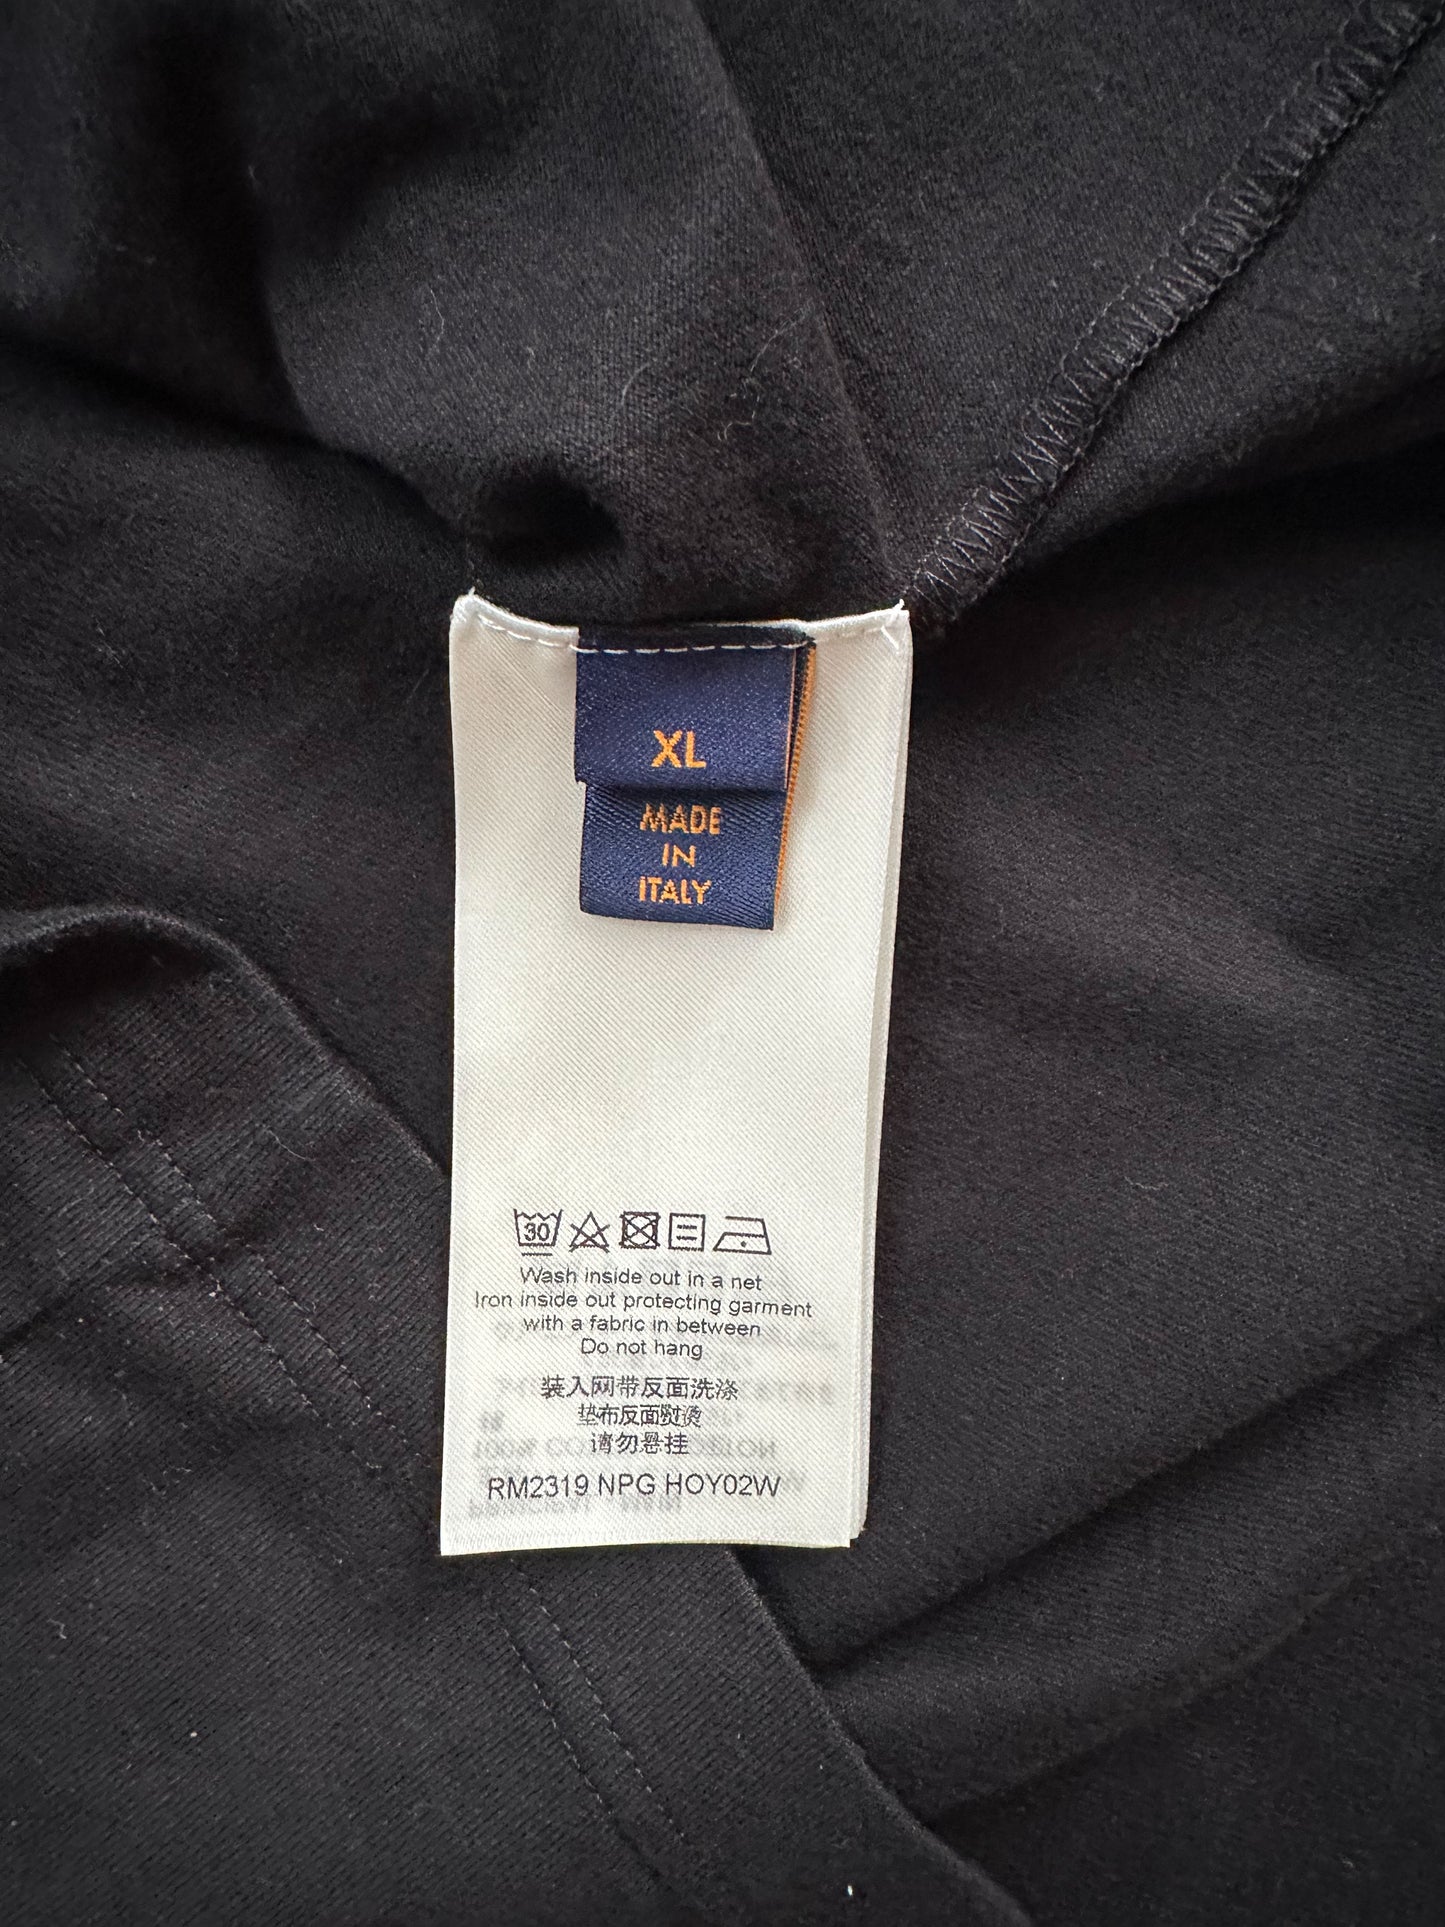 XL
MADE
IN
ITALY
30
Wash inside out in a net
Iron inside out protecting garment
with a fabric in between
Do not hang
装入网带反面洗涤
垫布反面熨烫
请勿悬挂
RM2319 NPG HOY02W